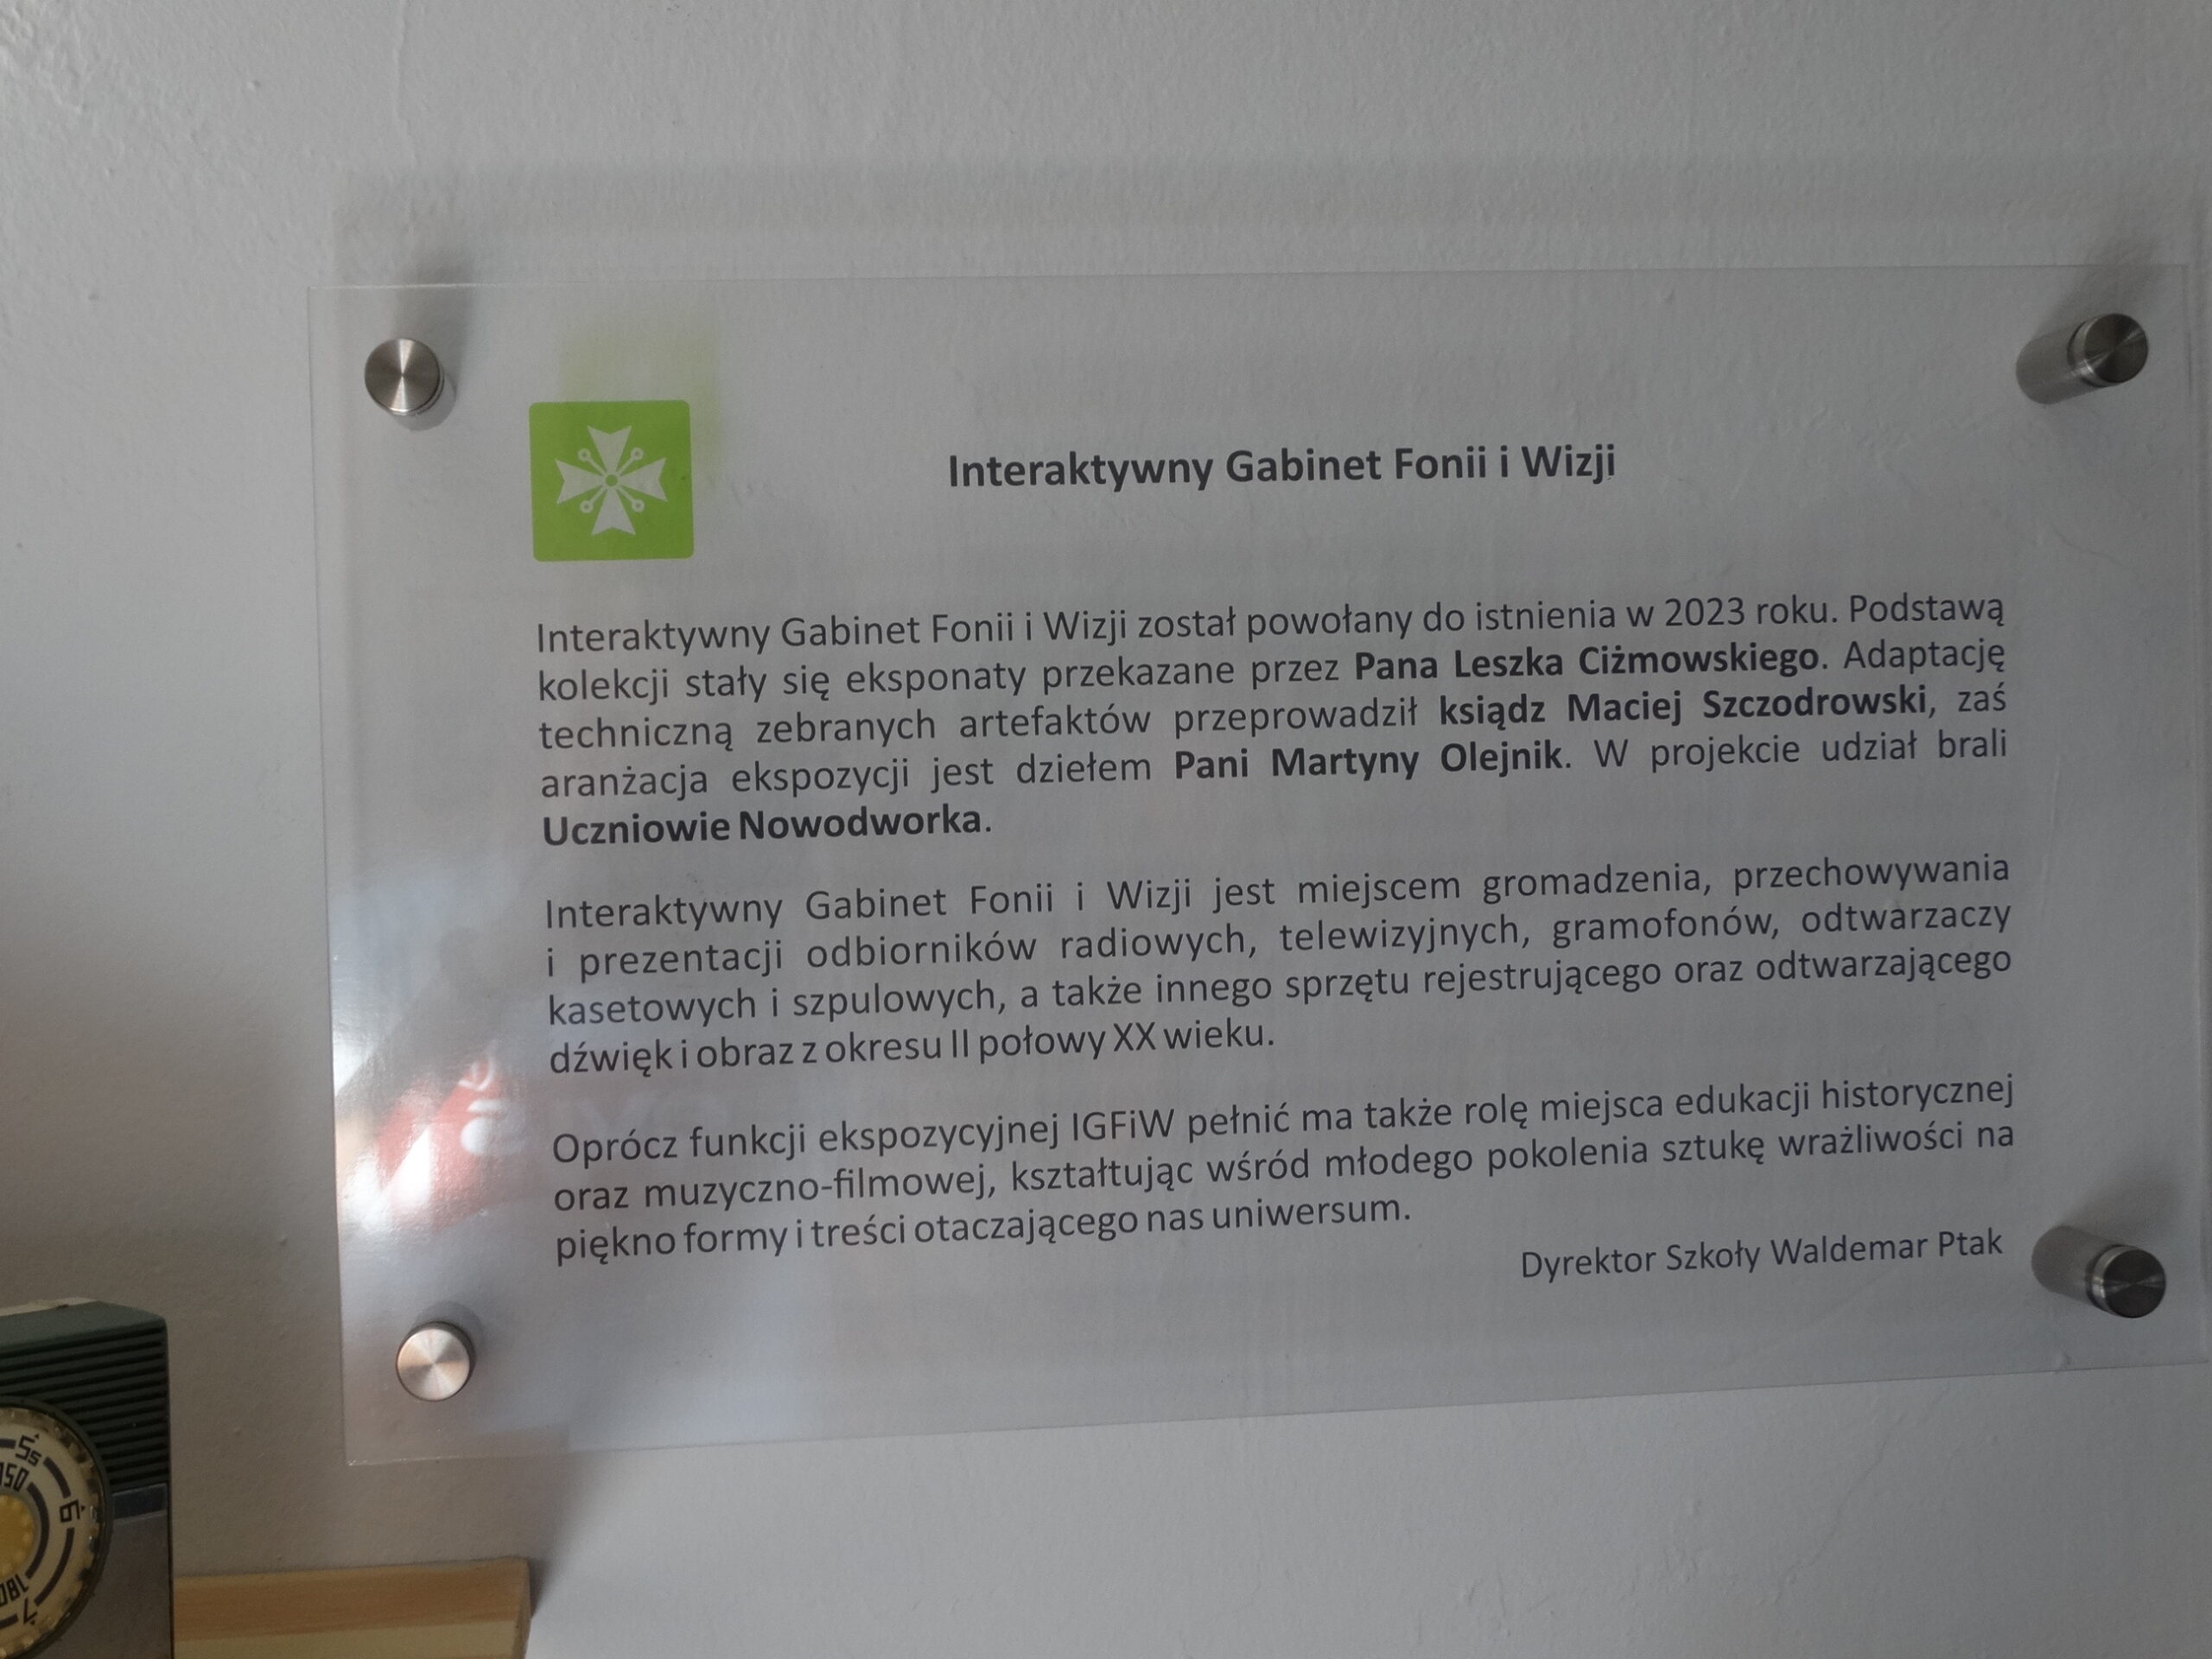 Interaktywny Gabinet Fonii i Wizji
Interaktywny Gabinet Fonii i Wizji został powołany do istnienia w 2023 roku. Podstawą
kolekcji stały się eksponaty przekazane przez Pana Leszka Ciżmowskiego. Adaptację
techniczną zebranych artefaktów przeprowadził ksiądz Maciej Szczodrowski, zaś
aranżacja ekspozycji jest dziełem Pani Martyny Olejnik. W projekcie udział brali
Uczniowie Nowodworka.
Interaktywny Gabinet Fonii i Wizji jest miejscem gromadzenia, przechowywania
i prezentacji odbiorników radiowych, telewizyjnych, gramofonów, odtwarzaczy
kasetowych i szpulowych, a także innego sprzętu rejestrującego oraz odtwarzającego
dźwięk i obraz z okresu II połowy XX wieku.
Oprócz funkcji ekspozycyjnej IGFiW pełnić ma także rolę miejsca edukacji historycznej
oraz muzyczno-filmowej, kształtując wśród młodego pokolenia sztukę wrażliwości na
piękno formy i treści otaczającego nas uniwersum.
Dyrektor Szkoły Waldemar Ptak